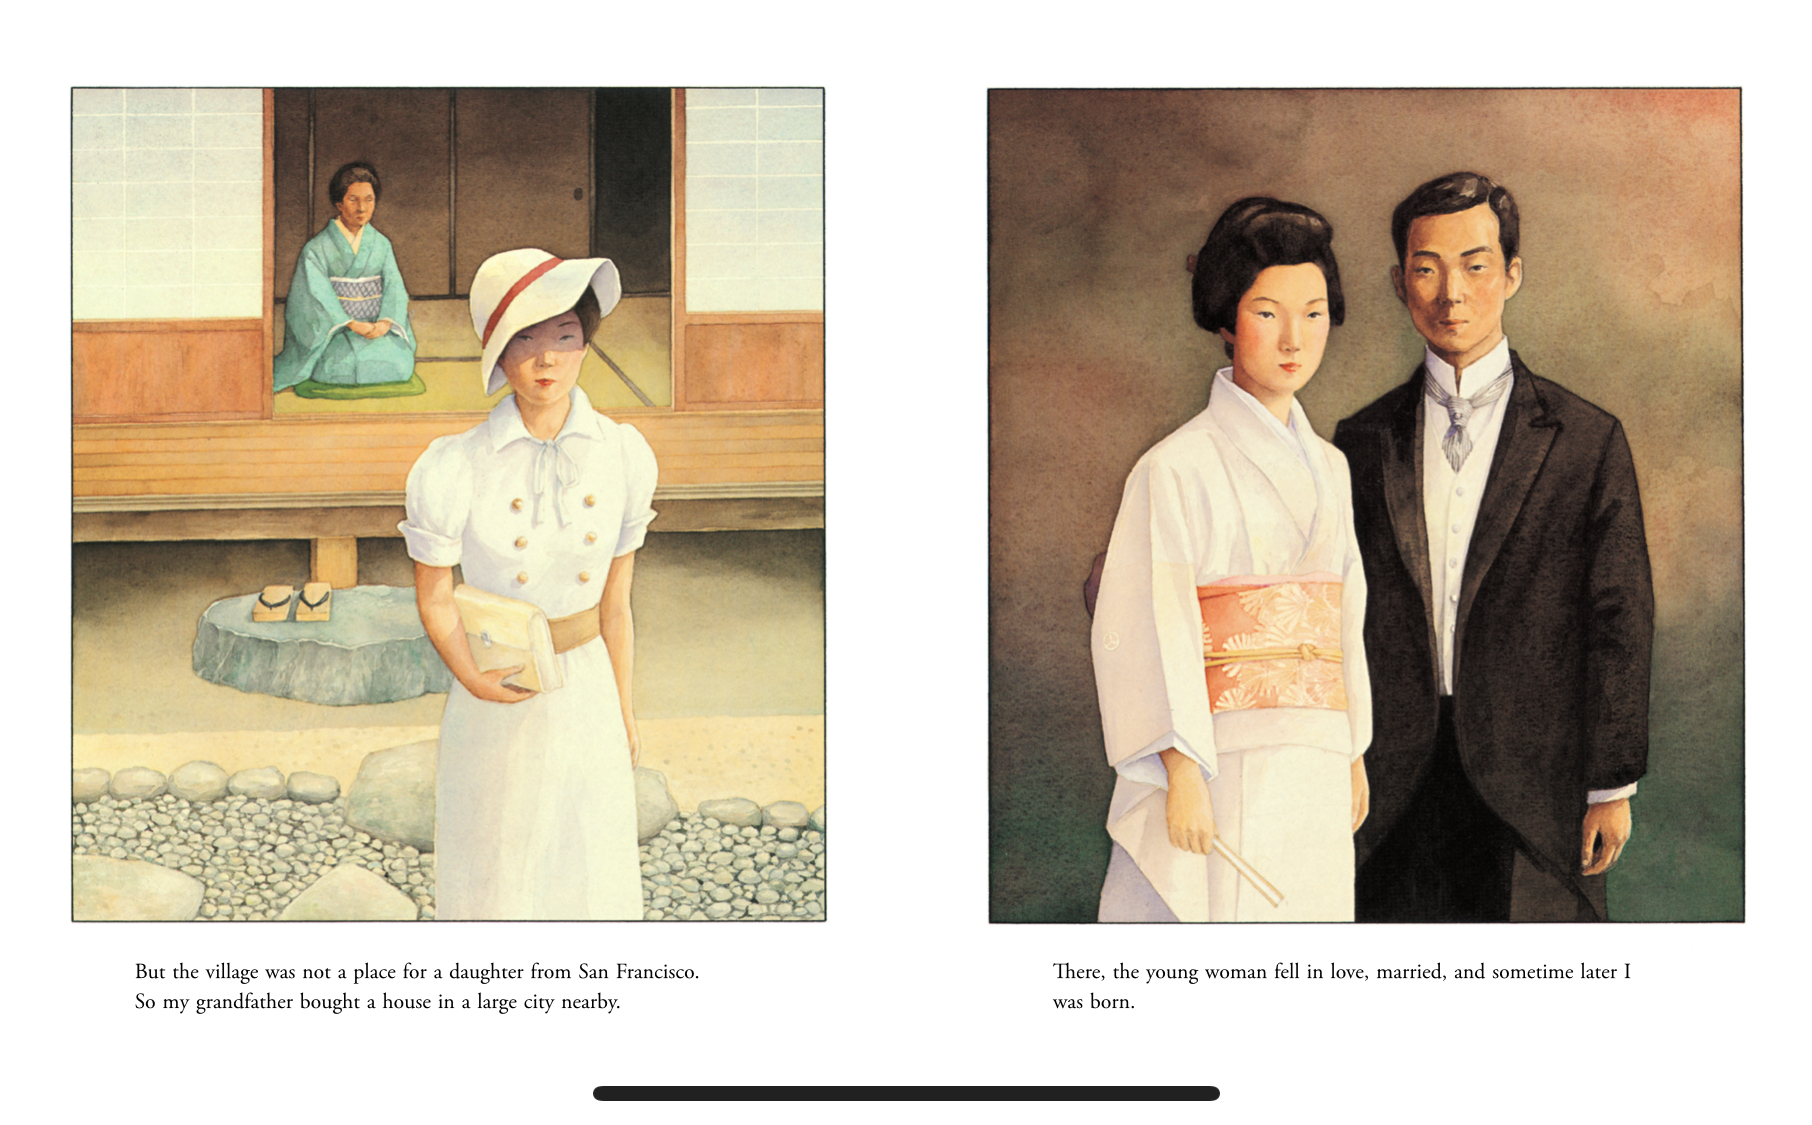 But the village was not a place for a daughter from San Francisco.
So my grandfather bought a house in a large city nearby.
There, the young woman fell in love, married, and sometime later I
was born.